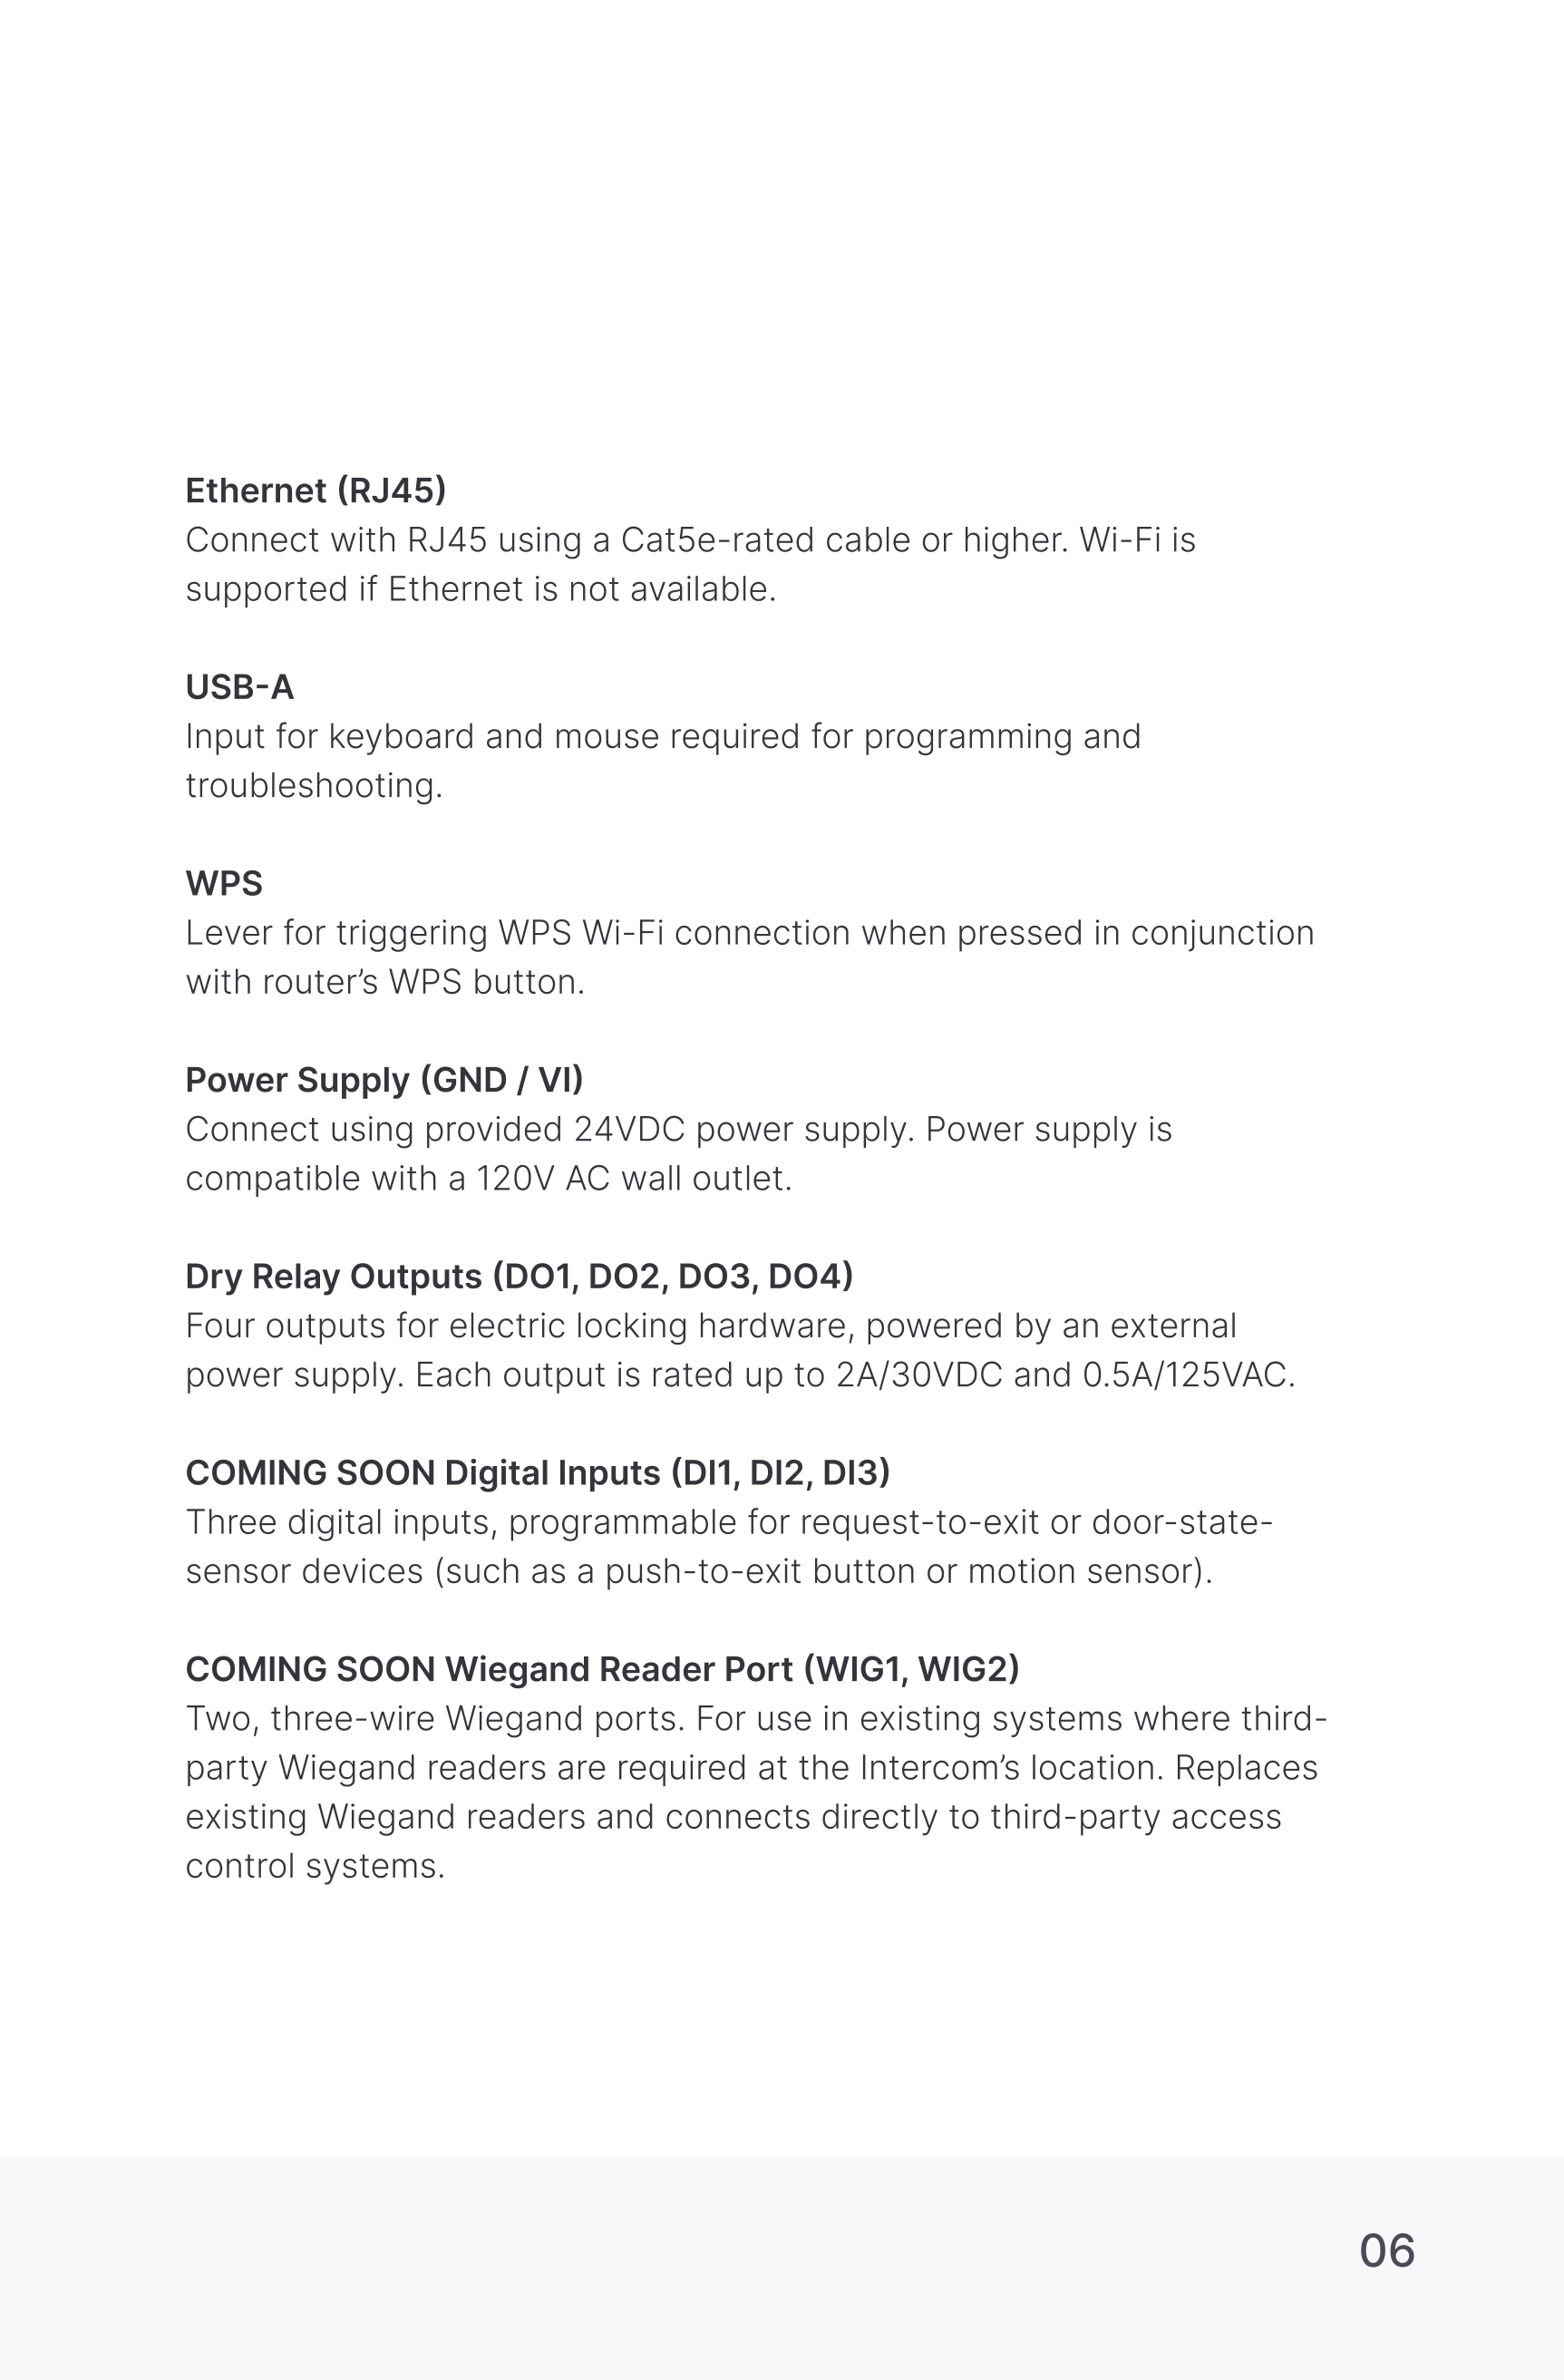 Ethernet (RJ45)
Connect with RJ45 using a Cat5e-rated cable or higher. Wi-Fi is
supported if Ethernet is not available.
USB-A
Input for keyboard and mouse required for programming and
troubleshooting.
WPS
Lever for triggering WPS Wi-Fi connection when pressed in conjunction
with router’s WPS button.
Power Supply (GND / VI)
Connect using provided 24VDC power supply. Power supply is
compatible with a 120V AC wall outlet.
Dry Relay Outputs (DO1, DO2, DO3, DO4)
Four outputs for electric locking hardware, powered by an external
power supply. Each output is rated up to 2A/30VDC and 0.5A/125VAC.
COMING SOON Digital Inputs (DI1, DI2, DI3)
Three digital inputs, programmable for request-to-exit or door-state-
sensor devices (such as a push-to-exit button or motion sensor).
COMING SOON Wiegand Reader Port (WIG1, WIG2)
Two, three-wire Wiegand ports. For use in existing systems where third-
party Wiegand readers are required at the Intercom’s location. Replaces
existing Wiegand readers and connects directly to third-party access
control systems.
06